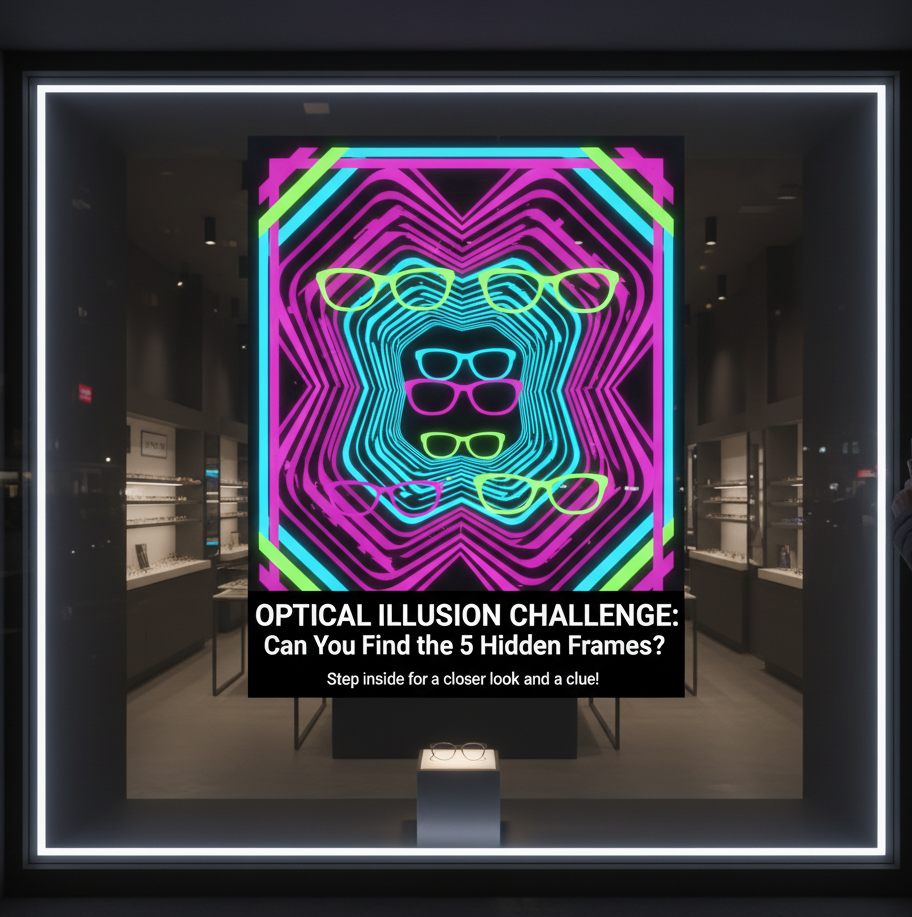 OPTICAL ILLUSION CHALLENGE:
Can You Find the 5 Hidden Frames?
Step inside for a closer look and a clue!